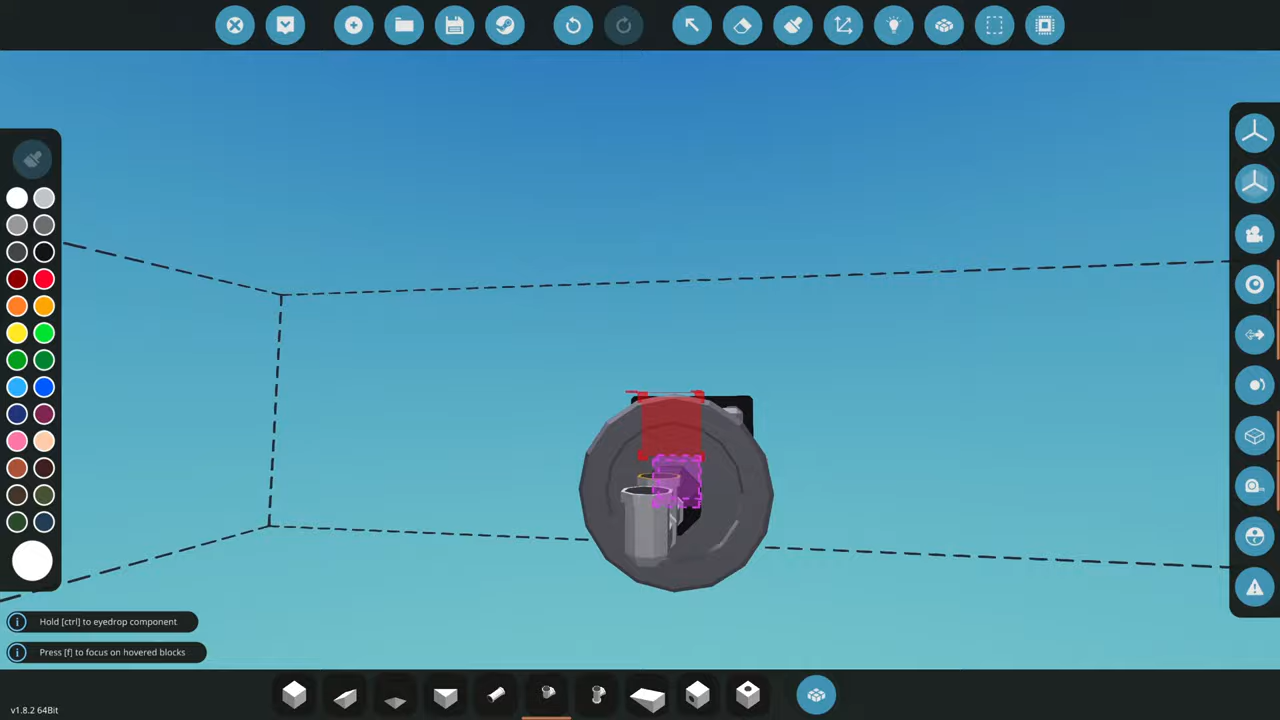 Hold [ctrl] to eyedrop component
Press [f] to focus on hovered blocks
v1.8.2 64Bit